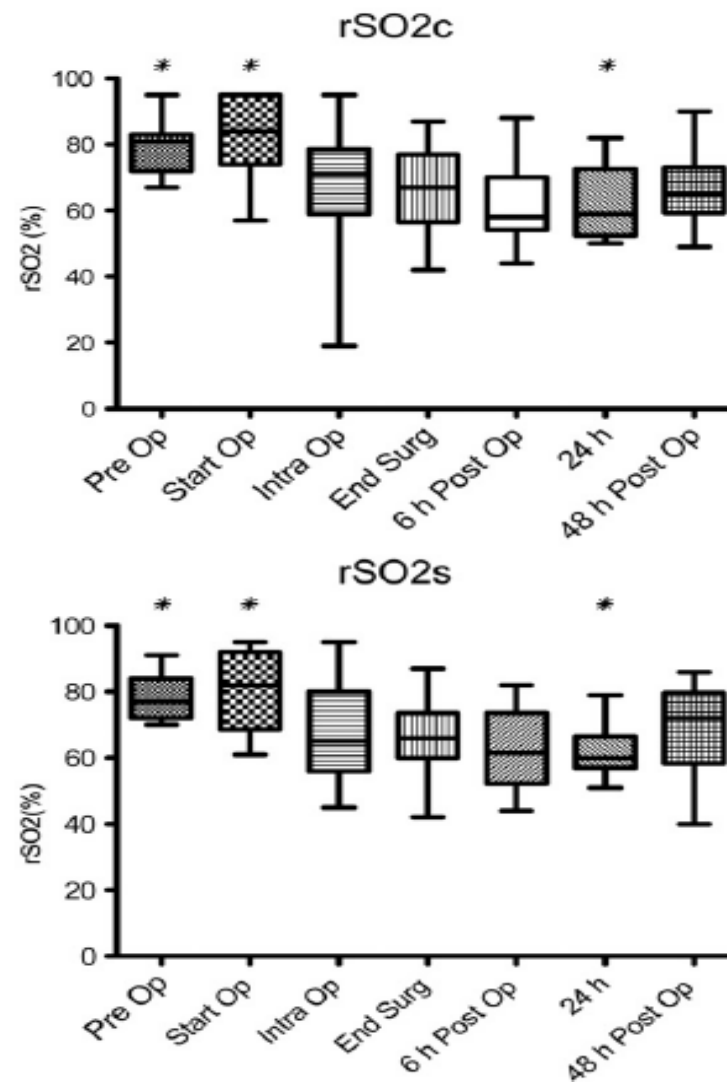 rSO2c
* * *
100
80
60
40
20
0
rSO2 (%)
Pre Op
Start Op
Intra Op
End Surg
6 h Post Op
24 h
48 h Post Op
rSO2s
* * *
100
80
60
40
20
0
rSO2(%)
Pre Op
Start Op
Intra Op
End Surg
6 h Post Op
24 h
48 h Post Op